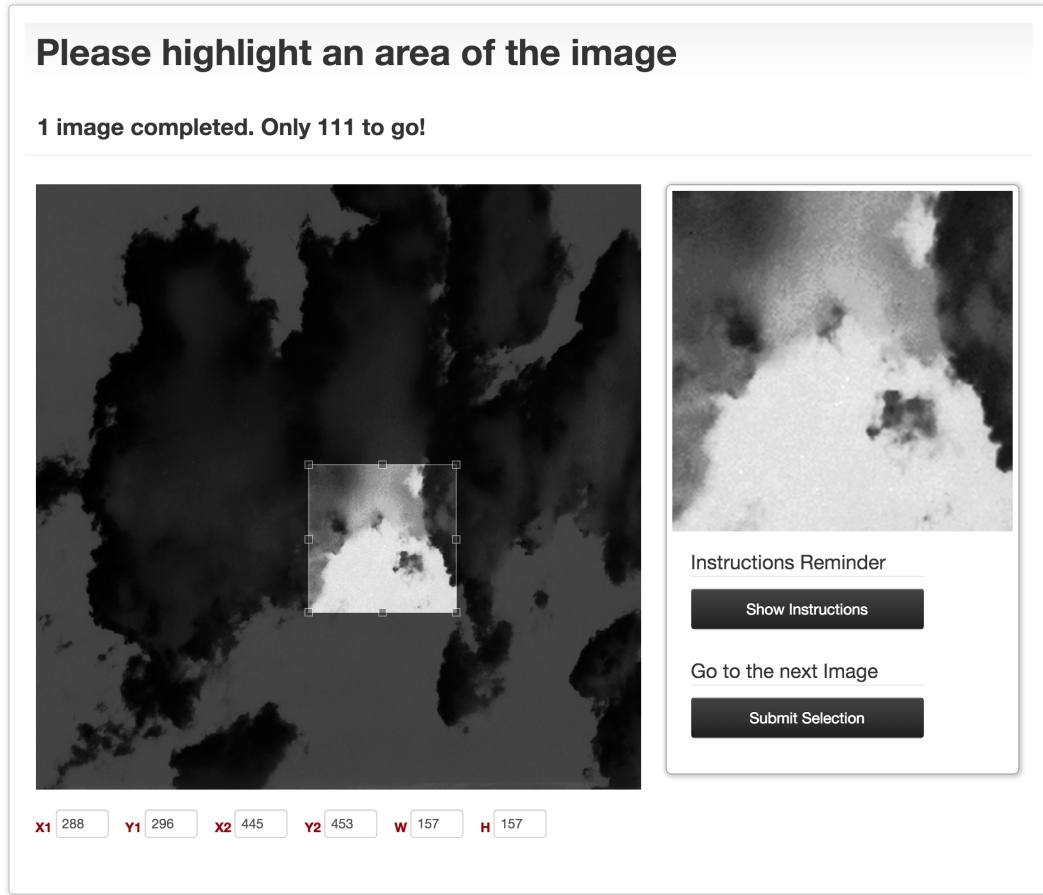 Please highlight an area of the image
1 image completed. Only 111 to go!
Instructions Reminder
Show Instructions
Go to the next Image
Submit Selection
X1 288 Y1 296 X2 445 Y2 453 W 157 H 157